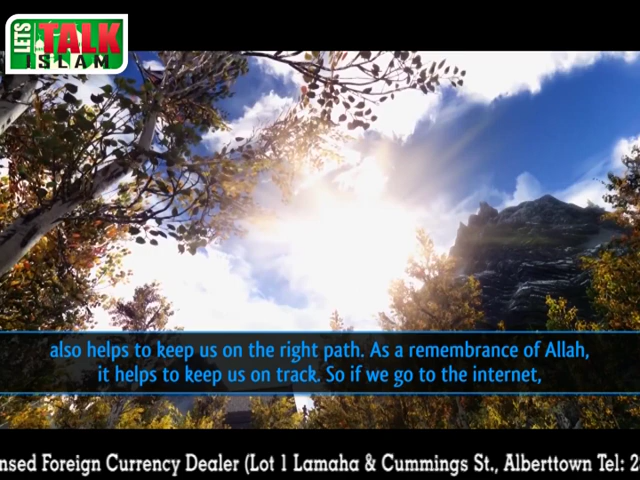 LETS
TALK
ISLAM
also helps to keep us on the right path. As a remembrance of Allah,
it helps to keep us on track. So if we go to the internet,
nsed Foreign Currency Dealer (Lot 1 Lamaha & Cummings St., Alberttown Tel: 2